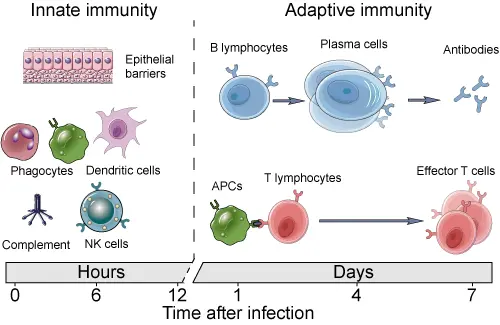 Innate immunity
Adaptive immunity
Epithelial
barriers
B lymphocytes
Plasma cells
Antibodies
Phagocytes
Dendritic cells
APCs
T lymphocytes
Effector T cells
Complement
NK cells
Hours
Days
0
6
12
1
4
7
Time after infection